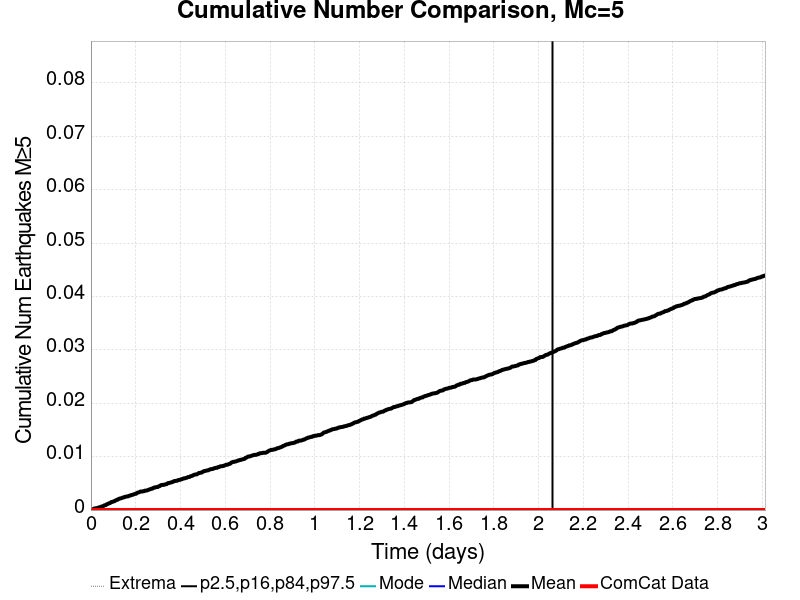 Cumulative Number Comparison, Mc=5
Cumulative Num Earthquakes M≥5
0.08
0.07
0.06
0.05
0.04
0.03
0.02
0.01
0
0 0.2 0.4 0.6 0.8 1 1.2 1.4 1.6 1.8 2 2.2 2.4 2.6 2.8 3
Time (days)
Extrema p2.5,p16,p84,p97.5 Mode Median Mean ComCat Data